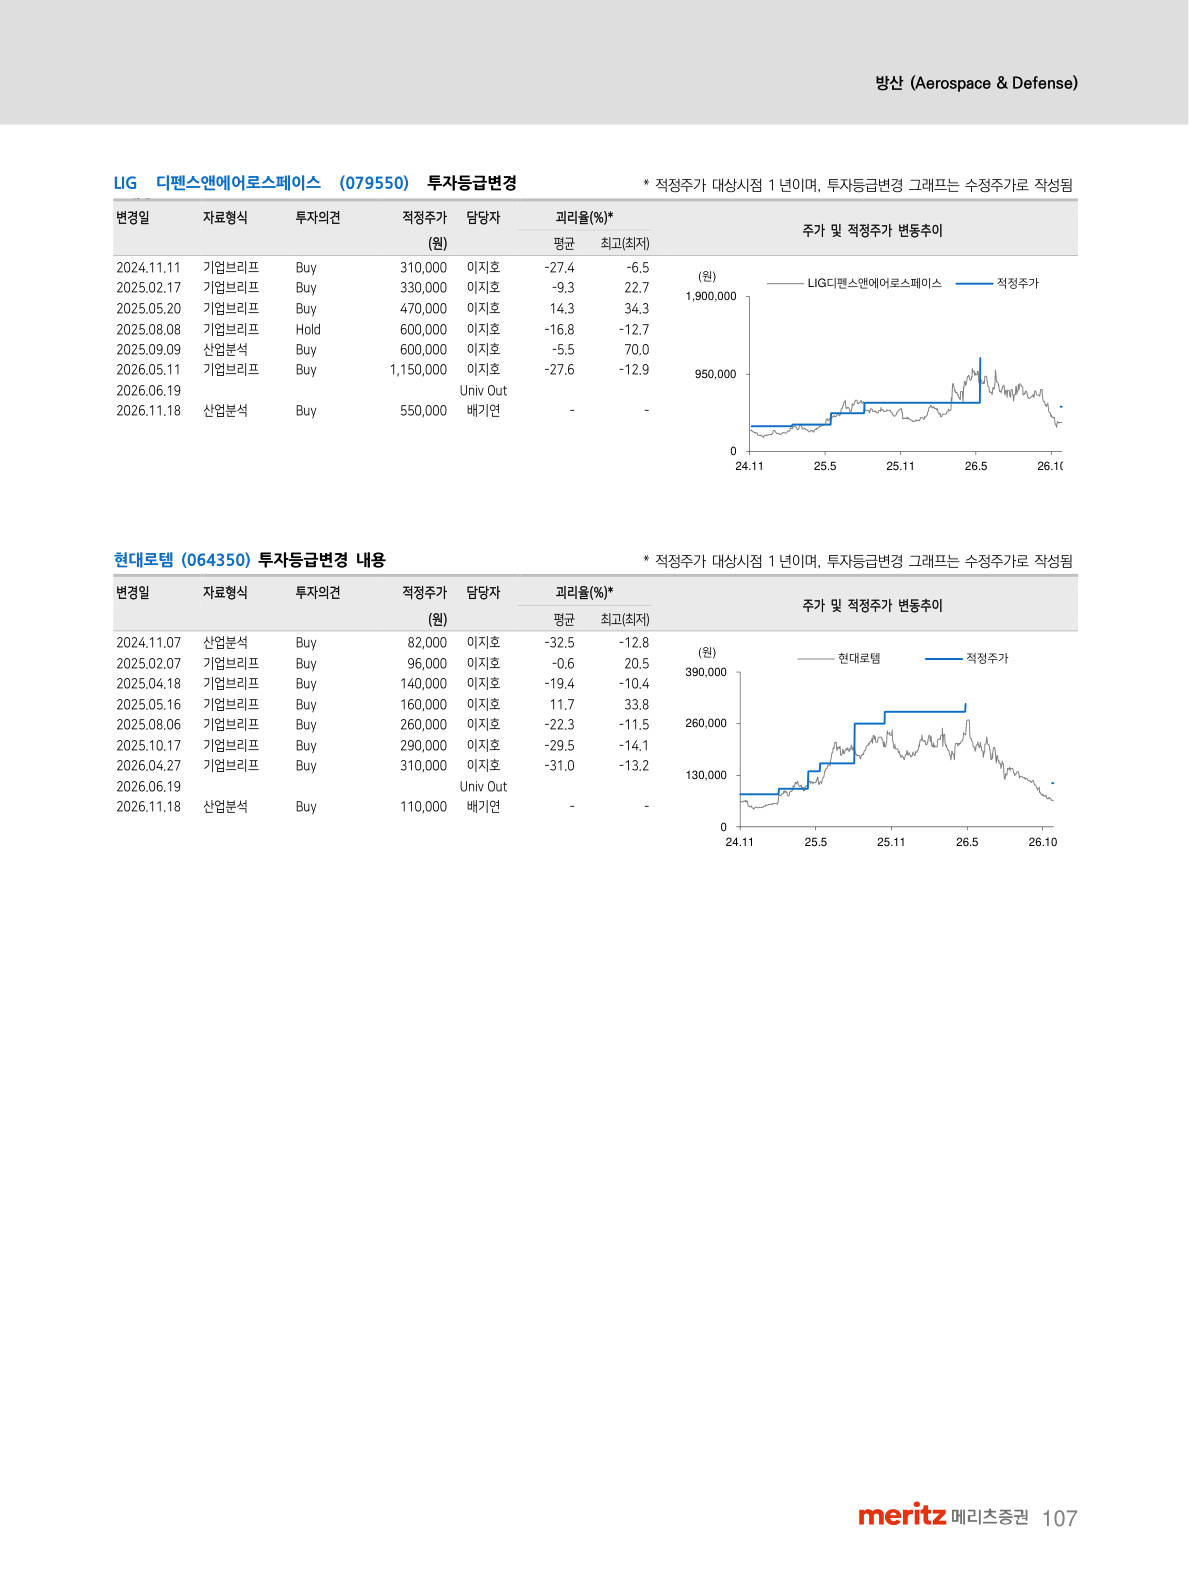 방산 (Aerospace & Defense)
LIG 디펜스앤에어로스페이스 (079550) 투자등급변경
* 적정주가 대상시점 1년이며, 투자등급변경 그래프는 수정주가로 작성됨
변경일 자료형식 투자의견 적정주가 담당자 괴리율(%)* 주가 및 적정주가 변동추이
(원) 평균 최고(최저)
2024.11.11 기업브리프 Buy 310,000 이지호 -27.4 -6.5
2025.02.17 기업브리프 Buy 330,000 이지호 -9.3 22.7
2025.05.20 기업브리프 Buy 470,000 이지호 14.3 34.3
2025.08.08 기업브리프 Hold 600,000 이지호 -16.8 -12.7
2025.09.09 산업분석 Buy 600,000 이지호 -5.5 70.0
2026.05.11 기업브리프 Buy 1,150,000 이지호 -27.6 -12.9
2026.06.19 Univ Out
2026.11.18 산업분석 Buy 550,000 배기연 - -
(원) LIG디펜스앤에어로스페이스 적정주가
1,900,000
950,000
0
24.11 25.5 25.11 26.5 26.10
현대로템 (064350) 투자등급변경 내용
* 적정주가 대상시점 1년이며, 투자등급변경 그래프는 수정주가로 작성됨
변경일 자료형식 투자의견 적정주가 담당자 괴리율(%)* 주가 및 적정주가 변동추이
(원) 평균 최고(최저)
2024.11.07 산업분석 Buy 82,000 이지호 -32.5 -12.8
2025.02.07 기업브리프 Buy 96,000 이지호 -0.6 20.5
2025.04.18 기업브리프 Buy 140,000 이지호 -19.4 -10.4
2025.05.16 기업브리프 Buy 160,000 이지호 11.7 33.8
2025.08.06 기업브리프 Buy 260,000 이지호 -22.3 -11.5
2025.10.17 기업브리프 Buy 290,000 이지호 -29.5 -14.1
2026.04.27 기업브리프 Buy 310,000 이지호 -31.0 -13.2
2026.06.19 Univ Out
2026.11.18 산업분석 Buy 110,000 배기연 - -
(원) 현대로템 적정주가
390,000
260,000
130,000
0
24.11 25.5 25.11 26.5 26.10
meritz 메리츠증권 107